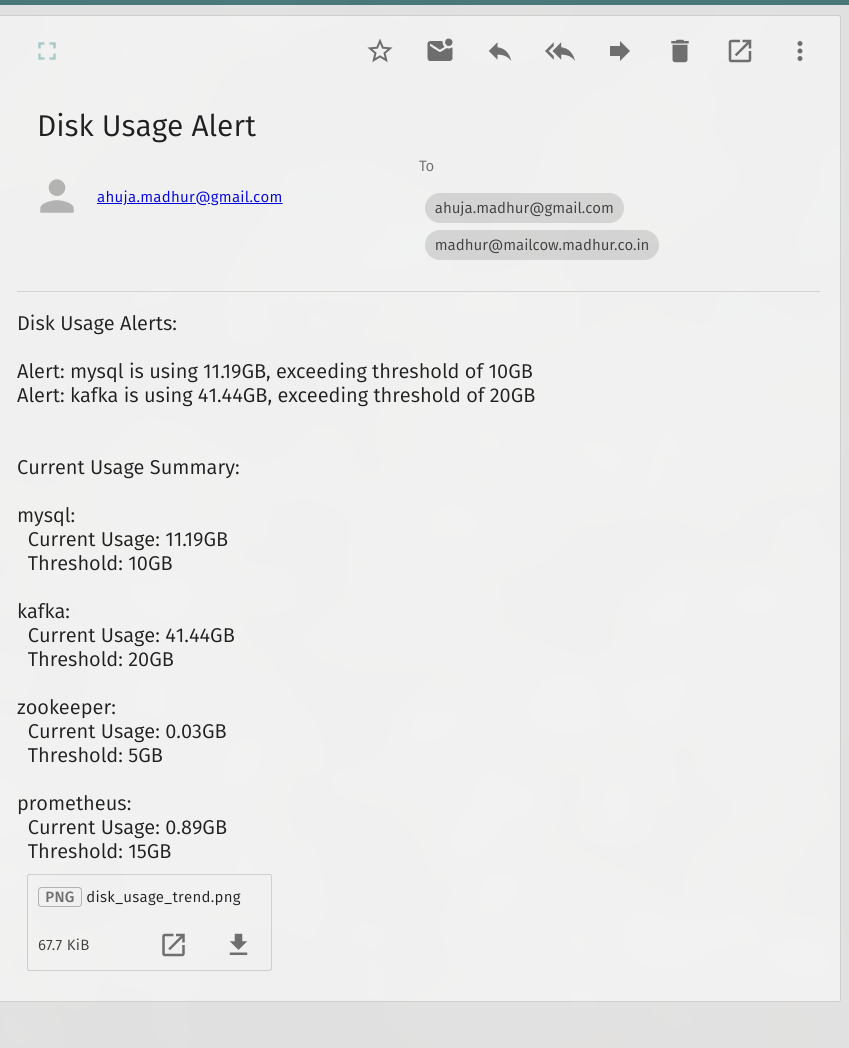 Disk Usage Alert
To
ahuja.madhur@gmail.com
ahuja.madhur@gmail.com
madhur@mailcow.madhur.co.in
Disk Usage Alerts:
Alert: mysql is using 11.19GB, exceeding threshold of 10GB
Alert: kafka is using 41.44GB, exceeding threshold of 20GB
Current Usage Summary:
mysql:
Current Usage: 11.19GB
Threshold: 10GB
kafka:
Current Usage: 41.44GB
Threshold: 20GB
zookeeper:
Current Usage: 0.03GB
Threshold: 5GB
prometheus:
Current Usage: 0.89GB
Threshold: 15GB
PNG disk_usage_trend.png
67.7 KiB